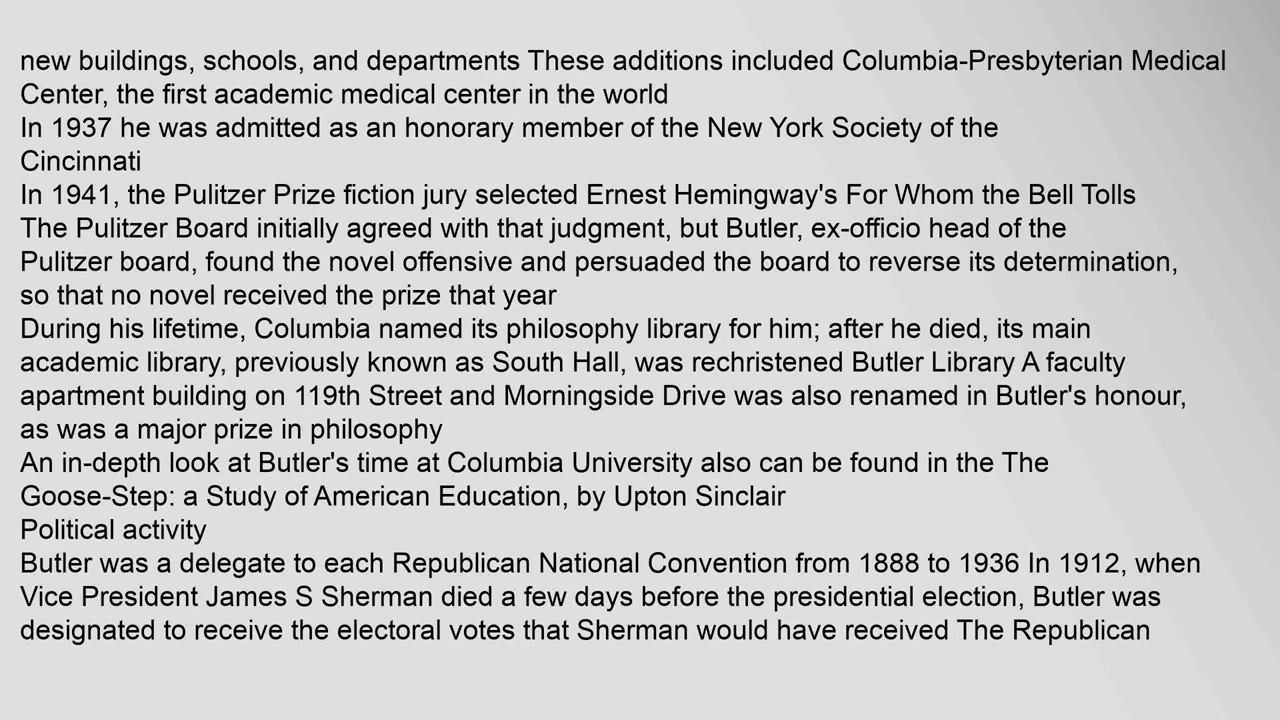 new buildings, schools, and departments These additions included Columbia-Presbyterian Medical
Center, the first academic medical center in the world
In 1937 he was admitted as an honorary member of the New York Society of the
Cincinnati
In 1941, the Pulitzer Prize fiction jury selected Ernest Hemingway's For Whom the Bell Tolls
The Pulitzer Board initially agreed with that judgment, but Butler, ex-officio head of the
Pulitzer board, found the novel offensive and persuaded the board to reverse its determination,
so that no novel received the prize that year
During his lifetime, Columbia named its philosophy library for him; after he died, its main
academic library, previously known as South Hall, was rechristened Butler Library A faculty
apartment building on 119th Street and Morningside Drive was also renamed in Butler's honour,
as was a major prize in philosophy
An in-depth look at Butler's time at Columbia University also can be found in the The
Goose-Step: a Study of American Education, by Upton Sinclair
Political activity
Butler was a delegate to each Republican National Convention from 1888 to 1936 In 1912, when
Vice President James S Sherman died a few days before the presidential election, Butler was
designated to receive the electoral votes that Sherman would have received The Republican